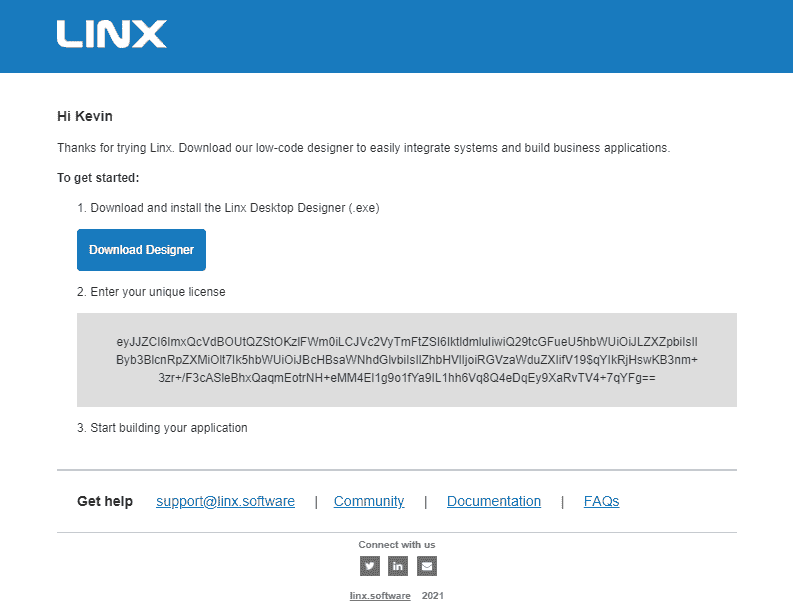 LINX
Hi Kevin
Thanks for trying Linx. Download our low-code designer to easily integrate systems and build business applications.
To get started:
1. Download and install the Linx Desktop Designer (.exe)
Download Designer
2. Enter your unique license
eyJJZCI6ImxQcVdBOUtQZStOKzlFWm0iLCJVc2VyTmFtZSI6IktldmluIiwiQ29tcGFueU5hbWUiOiJLZXZpbiIsIl
Byb3BlcnRpZXMiOlt7Ik5hbWUiOiJBcHBsaWNhdGlvbiIsIlZhbHVlIjoiRGVzaWduZXIifV19$qYIkRjHswKB3nm+
3zr+/F3cASIeBhxQaqmEotrNH+eMM4El1g9o1fYa9IL1hh6Vq8Q4eDqEy9XaRvTV4+7qYFg==
3. Start building your application
Get help support@linx.software | Community | Documentation | FAQs
Connect with us
in
linx.software 2021